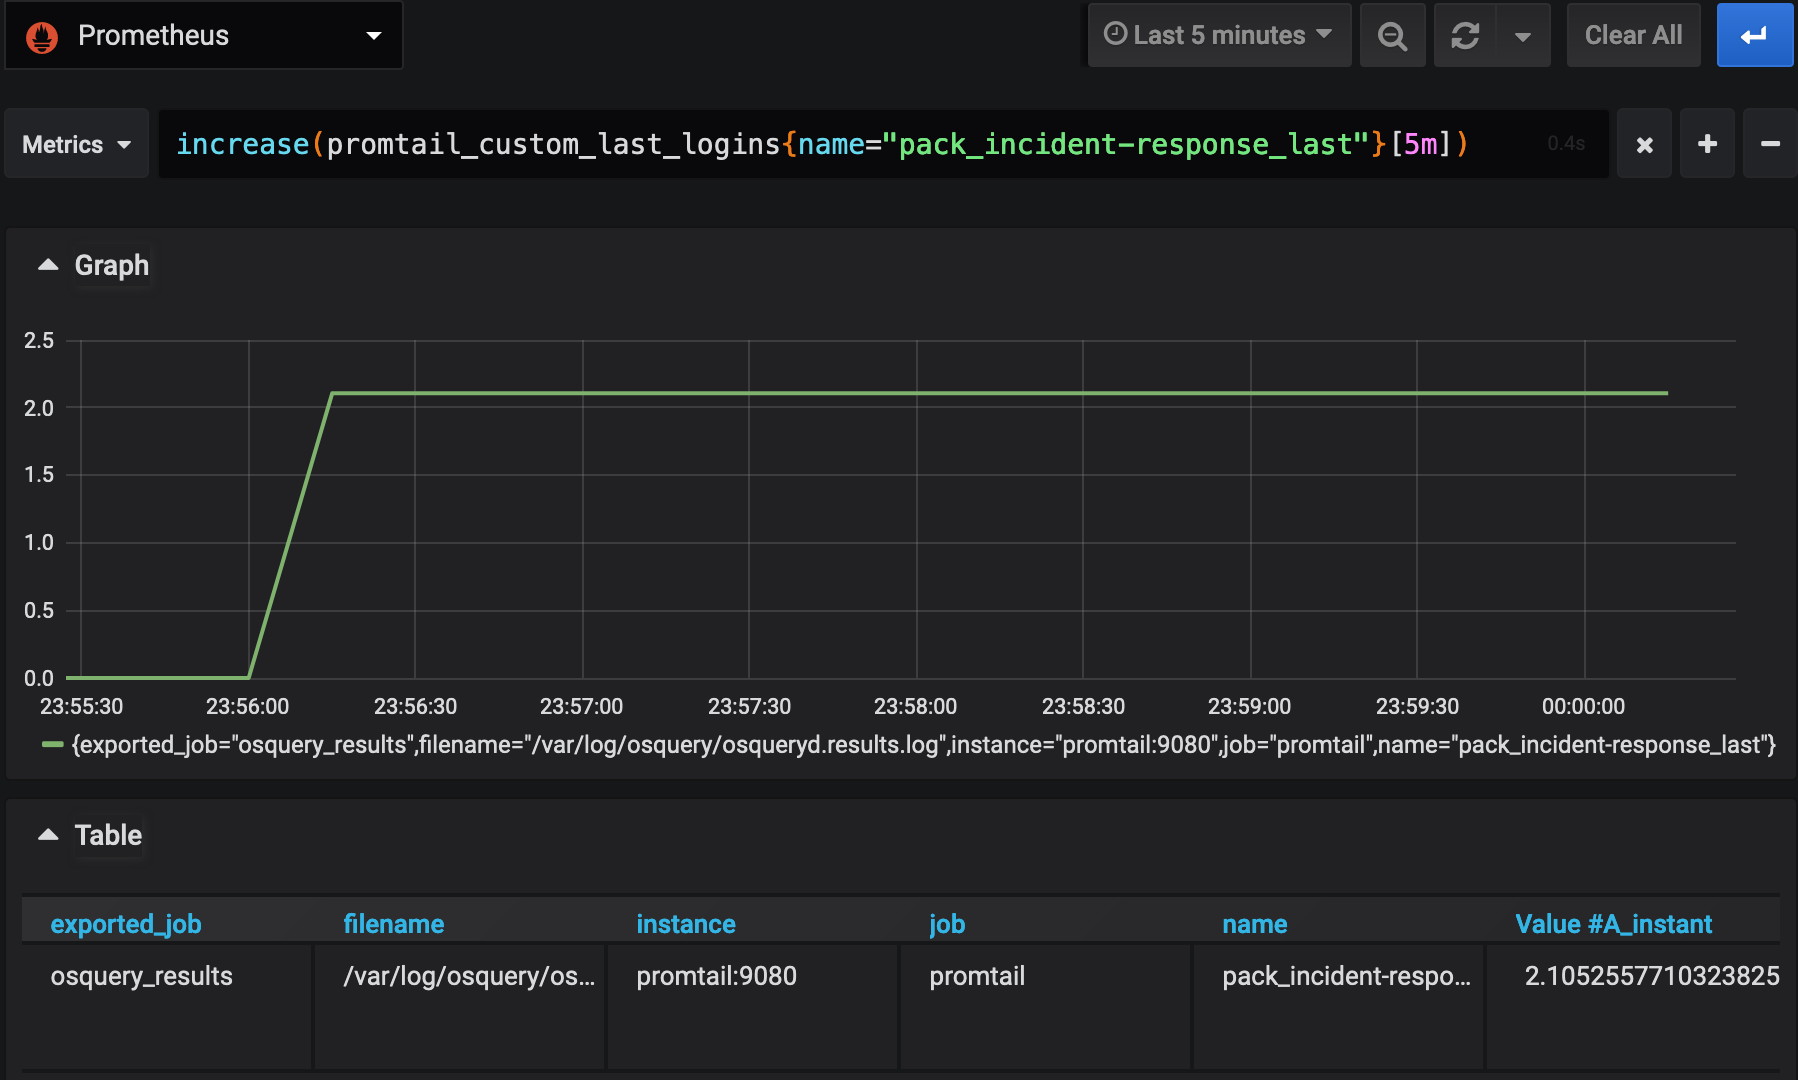 Prometheus
Last 5 minutes
Clear All
Metrics
increase(promtail_custom_last_logins{name="pack_incident-response_last"}[5m])
0.4s
Graph
2.5
2.0
1.5
1.0
0.5
0.0
23:55:30 23:56:00 23:56:30 23:57:00 23:57:30 23:58:00 23:58:30 23:59:00 23:59:30 00:00:00
{exported_job="osquery_results",filename="/var/log/osquery/osqueryd.results.log",instance="promtail:9080",job="promtail",name="pack_incident-response_last"}
Table
exported_job filename instance job name Value #A_instant
osquery_results /var/log/osquery/os... promtail:9080 promtail pack_incident-respo... 2.1052557710323825